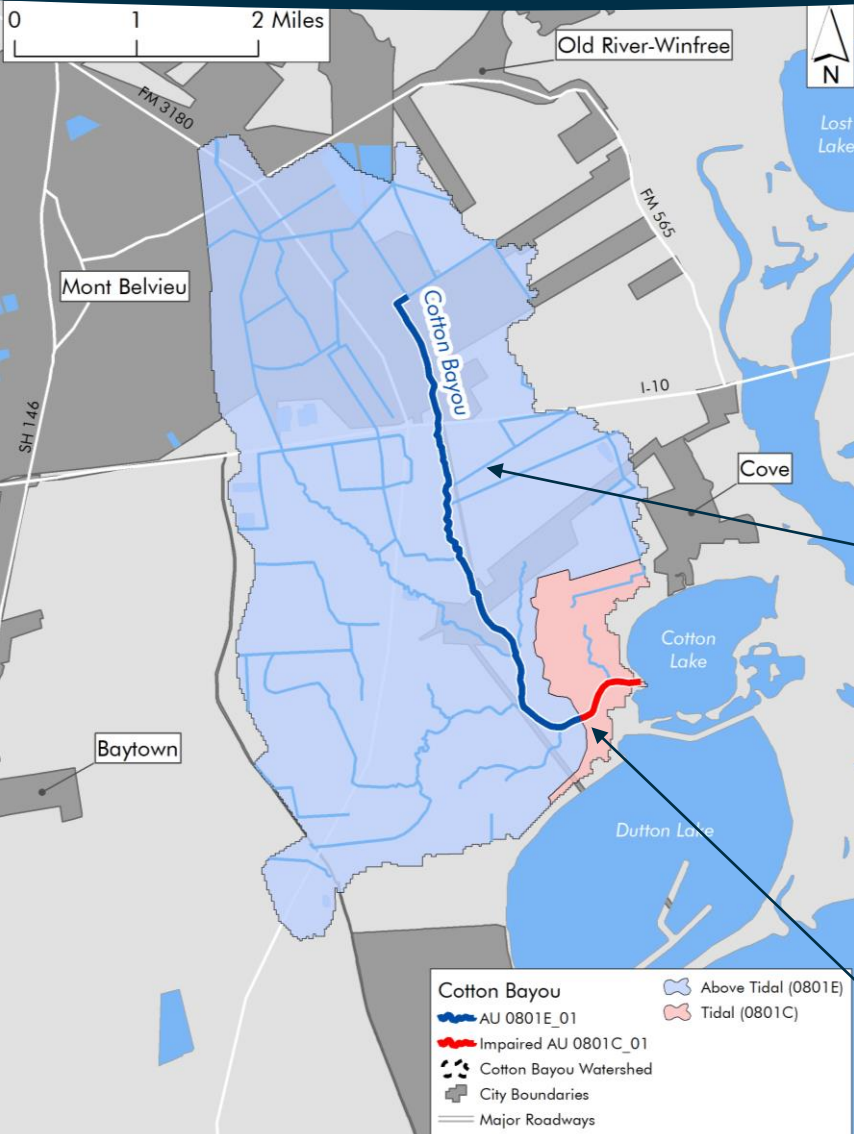 0 1 2 Miles
Old River-Winfree
N
FM 3180
Lost
Lake
FM 565
Mont Belvieu
Cotton Bayou
I-10
SH 146
Cove
Cotton
Lake
Baytown
Dutton Lake
Cotton Bayou
AU 0801E_01
Impaired AU 0801C_01
Cotton Bayou Watershed
City Boundaries
Major Roadways
Above Tidal (0801E)
Tidal (0801C)